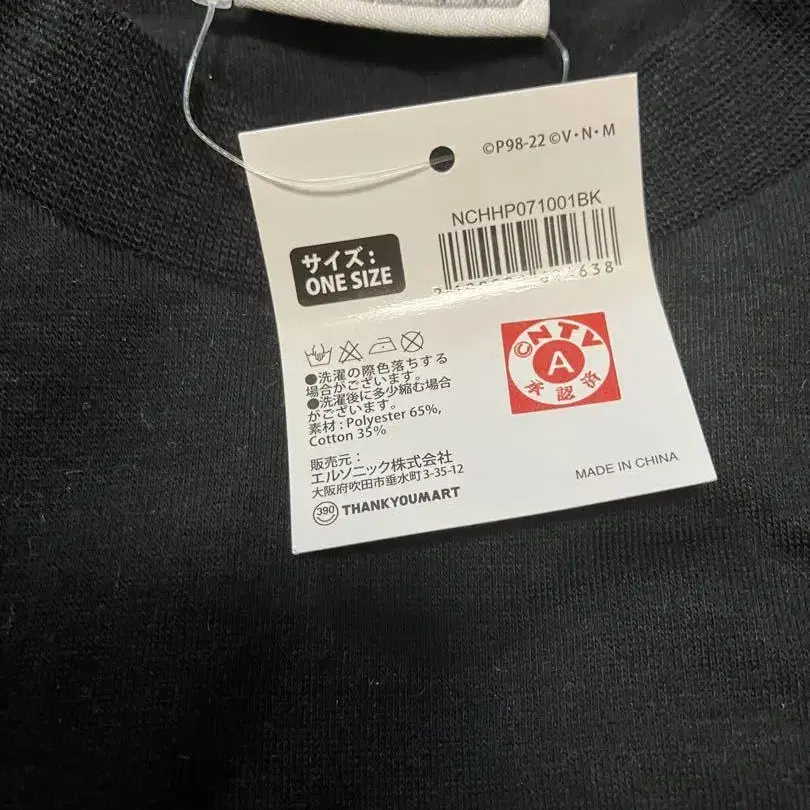 ©P98-22 ©V・N・M
NCHHP071001BK
サイズ:
ONE SIZE
638
●洗濯の際色落ちする
場合がございます。
●洗濯後に多少縮む場合
がございます。
素材:Polyester 65%,
Cotton 35%
CNTV
A
承認済
販売元:
エルソニック株式会社
大阪府吹田市垂水町3-35-12
390 THANKYOUMART
MADE IN CHINA